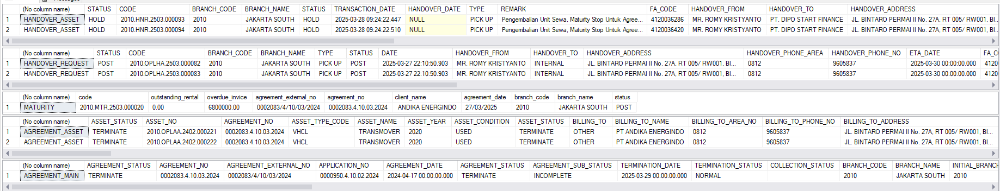 Messages
(No column name) STATUS CODE BRANCH_CODE BRANCH_NAME STATUS TRANSACTION_DATE HANDOVER_DATE TYPE REMARK FA_CODE HANDOVER_FROM HANDOVER_TO HANDOVER_ADDRESS
1 HANDOVER_ASSET HOLD 2010.HNR.2503.000093 2010 JAKARTA SOUTH HOLD 2025-03-28 09:24:22.447 NULL PICK UP Pengembalian Unit Sewa, Maturity Stop Untuk Agree... 4120036286 MR. ROMY KRISTYANTO PT. DIPO START FINANCE JL. BINTARO PERMAI II No. 27A, RT 005/ RW001, BI...
2 HANDOVER_ASSET HOLD 2010.HNR.2503.000094 2010 JAKARTA SOUTH HOLD 2025-03-28 09:24:22.510 NULL PICK UP Pengembalian Unit Sewa, Maturity Stop Untuk Agree... 4120036420 MR. ROMY KRISTYANTO PT. DIPO START FINANCE JL. BINTARO PERMAI II No. 27A, RT 005/ RW001, BI...
(No column name) STATUS CODE BRANCH_CODE BRANCH_NAME TYPE STATUS DATE HANDOVER_FROM HANDOVER_TO HANDOVER_ADDRESS HANDOVER_PHONE_AREA HANDOVER_PHONE_NO ETA_DATE FA_CO
1 HANDOVER_REQUEST POST 2010.OPLHA.2503.000082 2010 JAKARTA SOUTH PICK UP POST 2025-03-27 22:10:50.903 MR. ROMY KRISTYANTO INTERNAL JL. BINTARO PERMAI II No. 27A, RT 005/ RW001, BI... 0812 9605837 2025-03-30 00:00:00.000 4120
2 HANDOVER_REQUEST POST 2010.OPLHA.2503.000083 2010 JAKARTA SOUTH PICK UP POST 2025-03-27 22:10:50.903 MR. ROMY KRISTYANTO INTERNAL JL. BINTARO PERMAI II No. 27A, RT 005/ RW001, BI... 0812 9605837 2025-03-30 00:00:00.000 4120
(No column name) code outstanding_rental overdue_invice agreement_external_no agreement_no client_name agreement_date branch_code branch_name status
1 MATURITY 2010.MTR.2503.000020 0.00 6800000.00 0002083/4/10/03/2024 0002083.4.10.03.2024 ANDIKA ENERGINDO 27/03/2025 2010 JAKARTA SOUTH POST
(No column name) ASSET_STATUS ASSET_NO AGREEMENT_NO ASSET_TYPE_CODE ASSET_NAME ASSET_YEAR ASSET_CONDITION ASSET_STATUS BILLING_TO BILLING_TO_NAME BILLING_TO_AREA_NO BILLING_TO_PHONE_NO BILLING_TO_ADDRESS
1 AGREEMENT_ASSET TERMINATE 2010.OPLAA.2402.000221 0002083.4.10.03.2024 VHCL TRANSMOVER 2020 USED TERMINATE OTHER PT ANDIKA ENERGINDO 0812 9605837 JL. BINTARO PERMAI II No. 27A, RT 005/ RW001, BI...
2 AGREEMENT_ASSET TERMINATE 2010.OPLAA.2402.000222 0002083.4.10.03.2024 VHCL TRANSMOVER 2020 USED TERMINATE OTHER PT ANDIKA ENERGINDO 0812 9605837 JL. BINTARO PERMAI II No. 27A, RT 005/ RW001, BI...
(No column name) AGREEMENT_STATUS AGREEMENT_NO AGREEMENT_EXTERNAL_NO APPLICATION_NO AGREEMENT_DATE AGREEMENT_STATUS AGREEMENT_SUB_STATUS TERMINATION_DATE TERMINATION_STATUS COLLECTION_STATUS BRANCH_CODE BRANCH_NAME INITIAL_BRANCH
1 AGREEMENT_MAIN TERMINATE 0002083.4.10.03.2024 0002083/4/10/03/2024 0000950.4.10.02.2024 2024-04-17 00:00:00.000 TERMINATE INCOMPLETE 2025-03-29 00:00:00.000 NORMAL 2010 JAKARTA SOUTH 2010